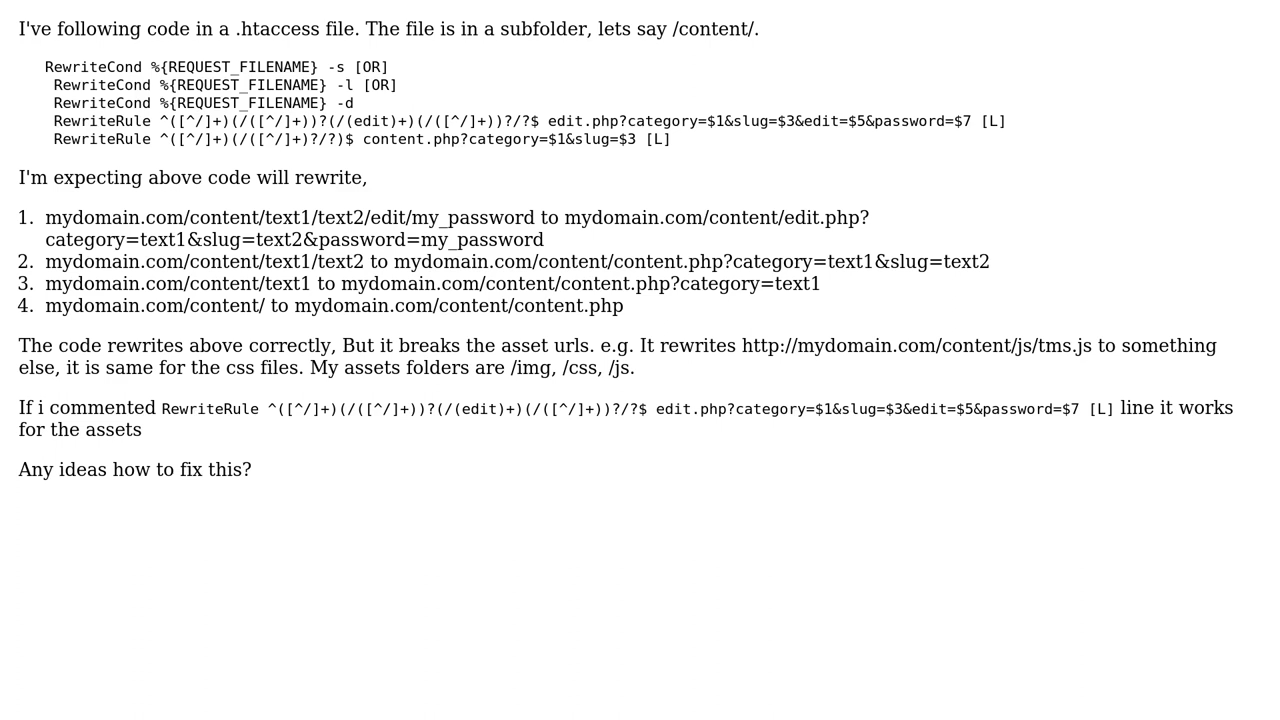 I've following code in a .htaccess file. The file is in a subfolder, lets say /content/.
RewriteCond %{REQUEST_FILENAME} -s [OR]
RewriteCond %{REQUEST_FILENAME} -l [OR]
RewriteCond %{REQUEST_FILENAME} -d
RewriteRule ^([^/]+)(/([^/]+))?(/(edit)+)(/([^/]+))?/?$ edit.php?category=$1&slug=$3&edit=$5&password=$7 [L]
RewriteRule ^([^/]+)(/([^/]+)?/?)$ content.php?category=$1&slug=$3 [L]
I'm expecting above code will rewrite,
1. mydomain.com/content/text1/text2/edit/my_password to mydomain.com/content/edit.php?
category=text1&slug=text2&password=my_password
2. mydomain.com/content/text1/text2 to mydomain.com/content/content.php?category=text1&slug=text2
3. mydomain.com/content/text1 to mydomain.com/content/content.php?category=text1
4. mydomain.com/content/ to mydomain.com/content/content.php
The code rewrites above correctly, But it breaks the asset urls. e.g. It rewrites http://mydomain.com/content/js/tms.js to something
else, it is same for the css files. My assets folders are /img, /css, /js.
If i commented RewriteRule ^([^/]+)(/([^/]+))?(/(edit)+)(/([^/]+))?/?$ edit.php?category=$1&slug=$3&edit=$5&password=$7 [L] line it works
for the assets
Any ideas how to fix this?